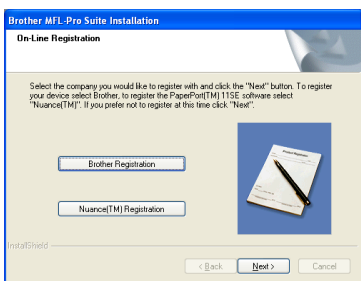 Brother MFL-Pro Suite Installation
On-Line Registration
Select the company you would like to register with and click the "Next" button. To register
your device select Brother, to register the PaperPort(TM) 11SE software select
"Nuance(TM)". If you prefer not to register at this time click "Next".
Product Registration
Brother Registration
Nuance(TM) Registration
InstallShield
< Back Next > Cancel